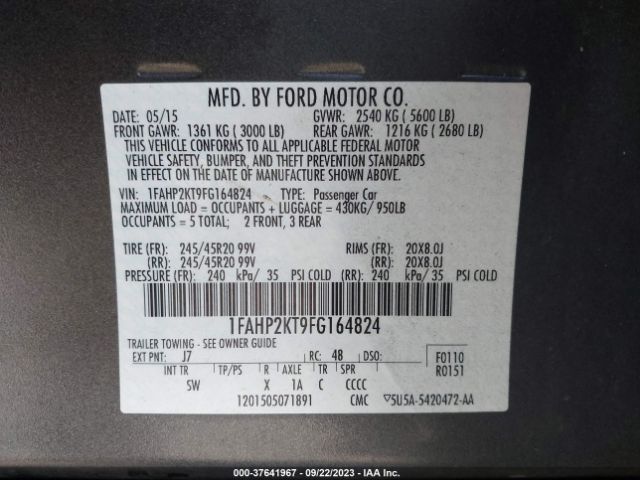 MFD. BY FORD MOTOR CO.
DATE: 05/15 GVWR: 2540 KG ( 5600 LB)
FRONT GAWR: 1361 KG ( 3000 LB) REAR GAWR: 1216 KG ( 2680 LB)
THIS VEHICLE CONFORMS TO ALL APPLICABLE FEDERAL MOTOR
VEHICLE SAFETY, BUMPER, AND THEFT PREVENTION STANDARDS
IN EFFECT ON THE DATE OF MANUFACTURE SHOWN ABOVE.
VIN: 1FAHP2KT9FG164824 TYPE: Passenger Car
MAXIMUM LOAD = OCCUPANTS + LUGGAGE = 430KG/ 950LB
OCCUPANTS = 5 TOTAL; 2 FRONT, 3 REAR
TIRE (FR): 245/45R20 99V RIMS (FR): 20X8.0J
(RR): 245/45R20 99V (RR): 20X8.0J
PRESSURE (FR): 240 kPa/ 35 PSI COLD (RR): 240 kPa/ 35 PSI COLD
1FAHP2KT9FG164824
TRAILER TOWING - SEE OWNER GUIDE
EXT PNT: J7 RC: 48 DSO: F0110
INT TR TP/PS R AXLE TR SPR R0151
SW X 1A C CCCC
1201505071891 CMC ▽5U5A-5420472-AA
000-37641967 - 09/22/2023 - IAA Inc.